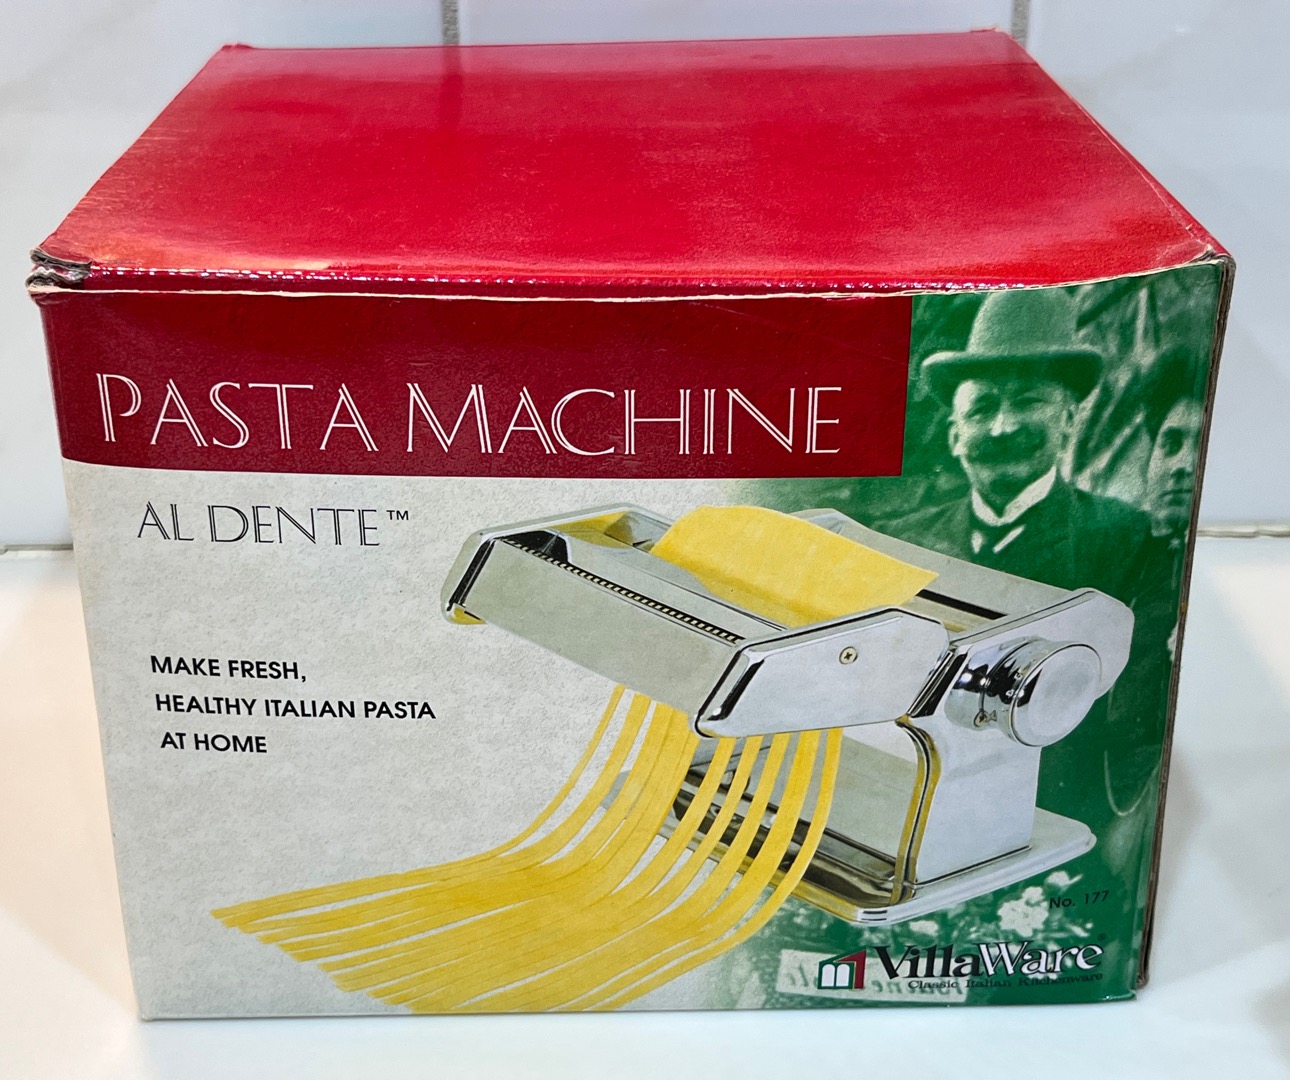 PASTA MACHINE
AL DENTE™
MAKE FRESH,
HEALTHY ITALIAN PASTA
AT HOME
No. 177
VillaWare
Classic Italian Kitchenware